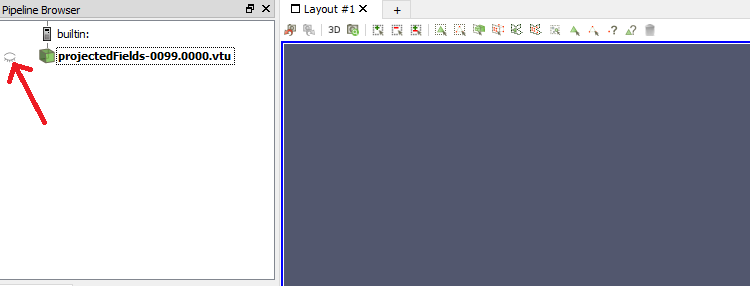 Pipeline Browser
Layout #1
+
builtin:
3D
projectedFields-0099.0000.vtu